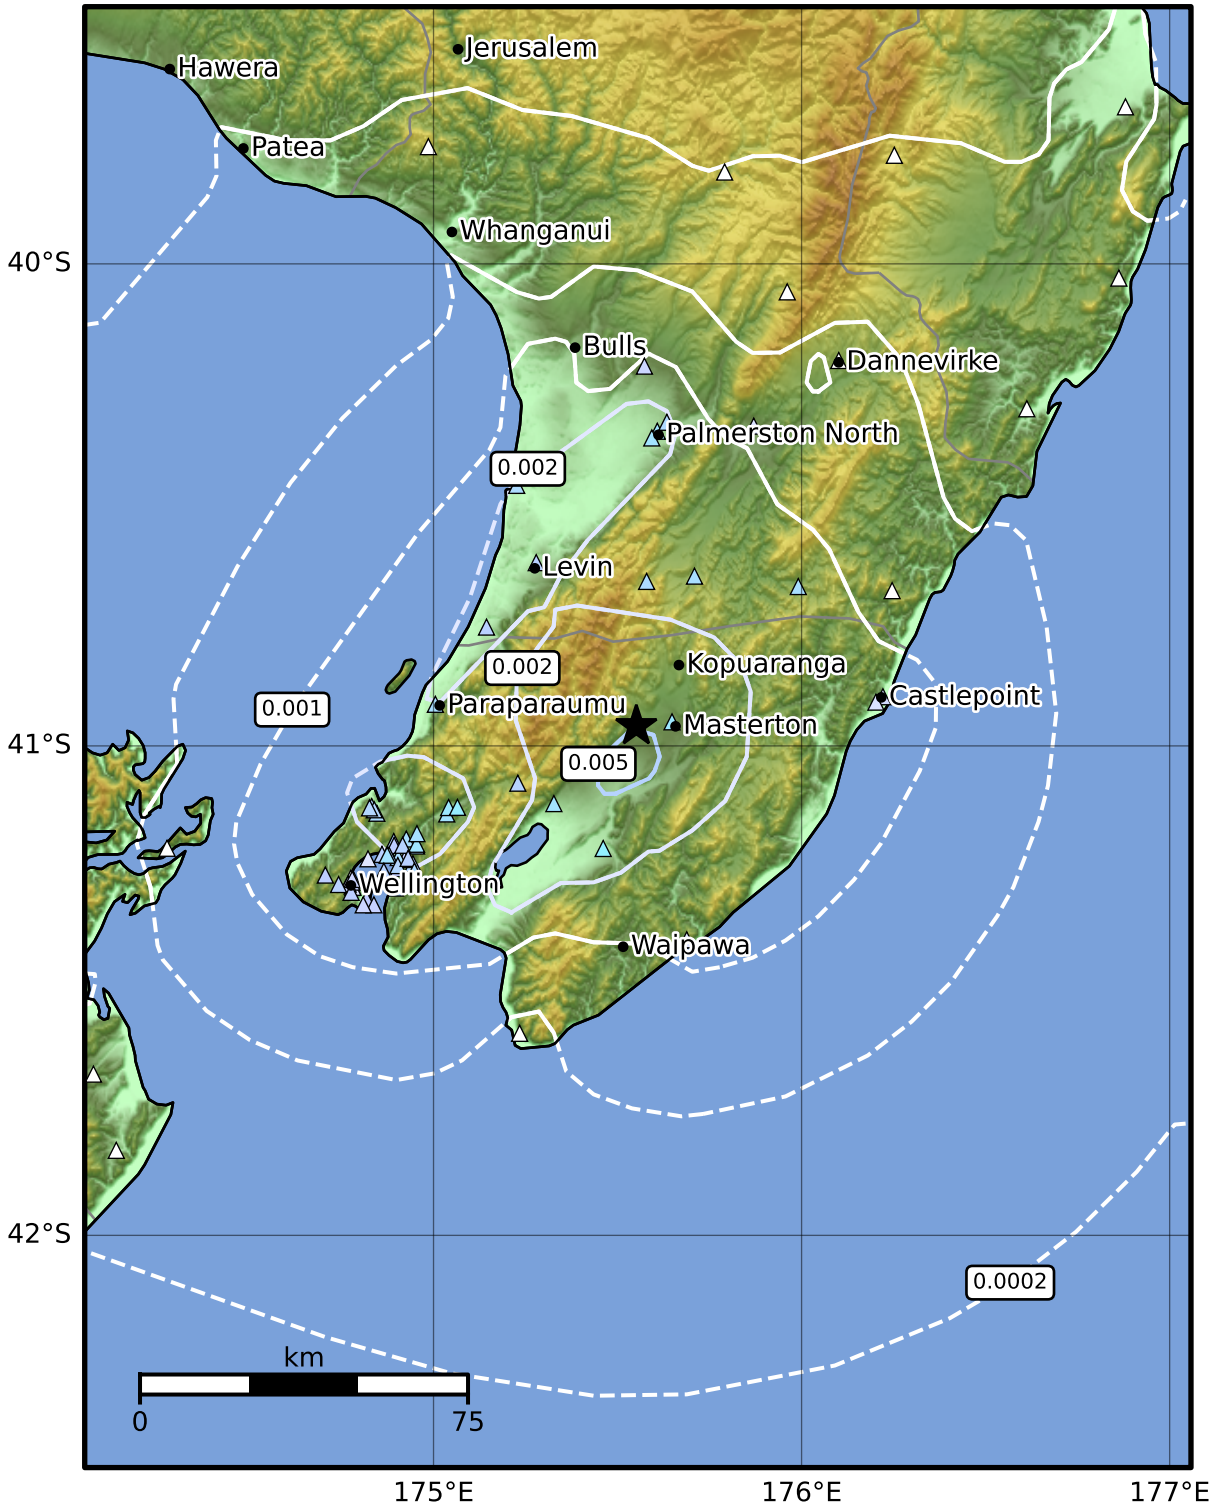 Jerusalem
Hawera
Patea
Whanganui
40°S
Bulls
Dannevirke
Palmerston North
0.002
Levin
Kopuaranga
0.002
Castlepoint
Paraparaumu
0.001
Masterton
41°S
0.005
Wellington
Waipawa
42°S
0.0002
km
0
75
175°E
176°E
177°E